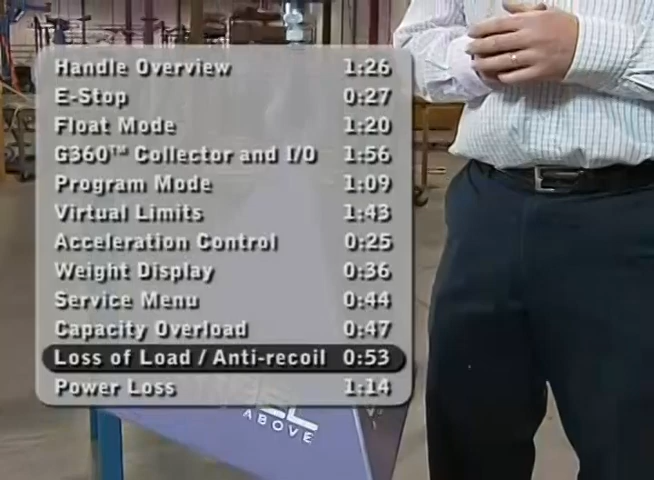 Handle Overview 1:26
E-Stop 0:27
Float Mode 1:20
G360™ Collector and I/O 1:56
Program Mode 1:09
Virtual Limits 1:43
Acceleration Control 0:25
Weight Display 0:36
Service Menu 0:44
Capacity Overload 0:47
Loss of Load / Anti-recoil 0:53
Power Loss 1:14
ABOVE